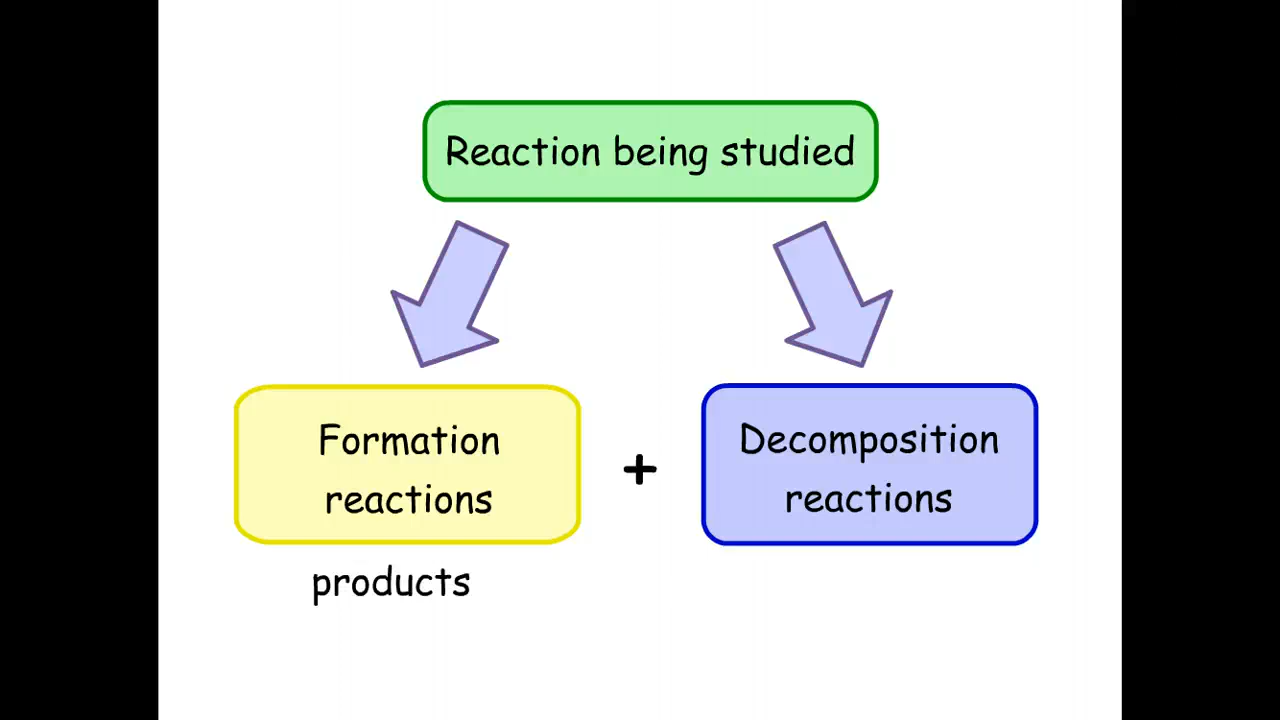 Reaction being studied
Formation
reactions
+
Decomposition
reactions
products